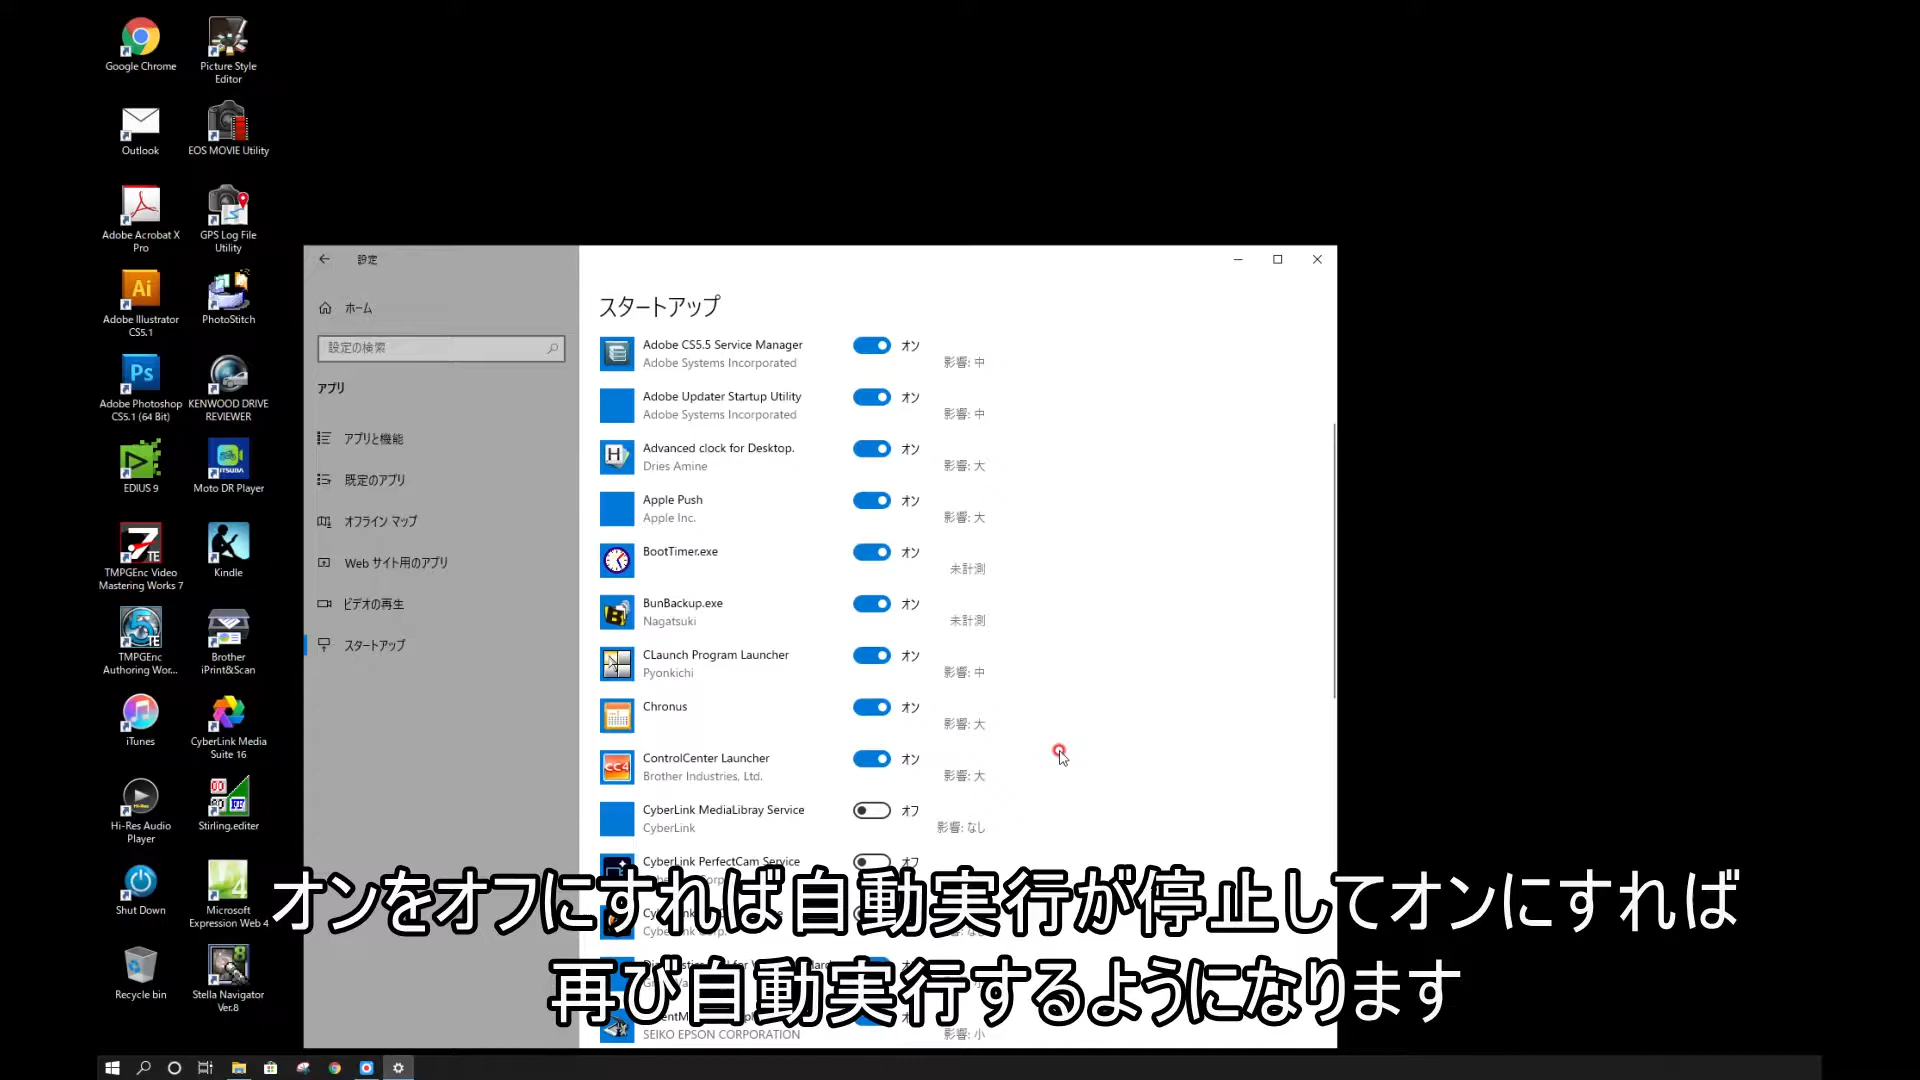 Google Chrome
Picture Style
Editor
Outlook
EOS MOVIE Utility
Adobe Acrobat X
Pro
GPS Log File
Utility
Adobe Illustrator
CS5.1
PhotoStitch
Adobe Photoshop
CS5.1 (64 Bit)
KENWOOD DRIVE
REVIEWER
EDIUS 9
Moto DR Player
TMPGEnc Video
Mastering Works 7
Kindle
TMPGEnc
Authoring Wor...
Brother
iPrint&Scan
iTunes
CyberLink Media
Suite 16
Hi-Res Audio
Player
Stirling.editer
Shut Down
Microsoft
Expression Web 4
Recycle bin
Stella Navigator
Ver.8
設定
ホーム
設定の検索
アプリ
アプリと機能
既定のアプリ
オフライン マップ
Web サイト用のアプリ
ビデオの再生
スタートアップ
スタートアップ
Adobe CS5.5 Service Manager
Adobe Systems Incorporated
オン
影響: 中
Adobe Updater Startup Utility
Adobe Systems Incorporated
オン
影響: 中
Advanced clock for Desktop.
Dries Amine
オン
影響: 大
Apple Push
Apple Inc.
オン
影響: 大
BootTimer.exe
オン
未計測
BunBackup.exe
Nagatsuki
オン
未計測
CLaunch Program Launcher
Pyonkichi
オン
影響: 中
Chronus
オン
影響: 大
ControlCenter Launcher
Brother Industries, Ltd.
オン
影響: 大
CyberLink MediaLibray Service
CyberLink
オフ
影響: なし
CyberLink PerfectCam Service
オフ
SEIKO EPSON CORPORATION
影響: 小
オンをオフにすれば自動実行が停止してオンにすれば
再び自動実行するようになります